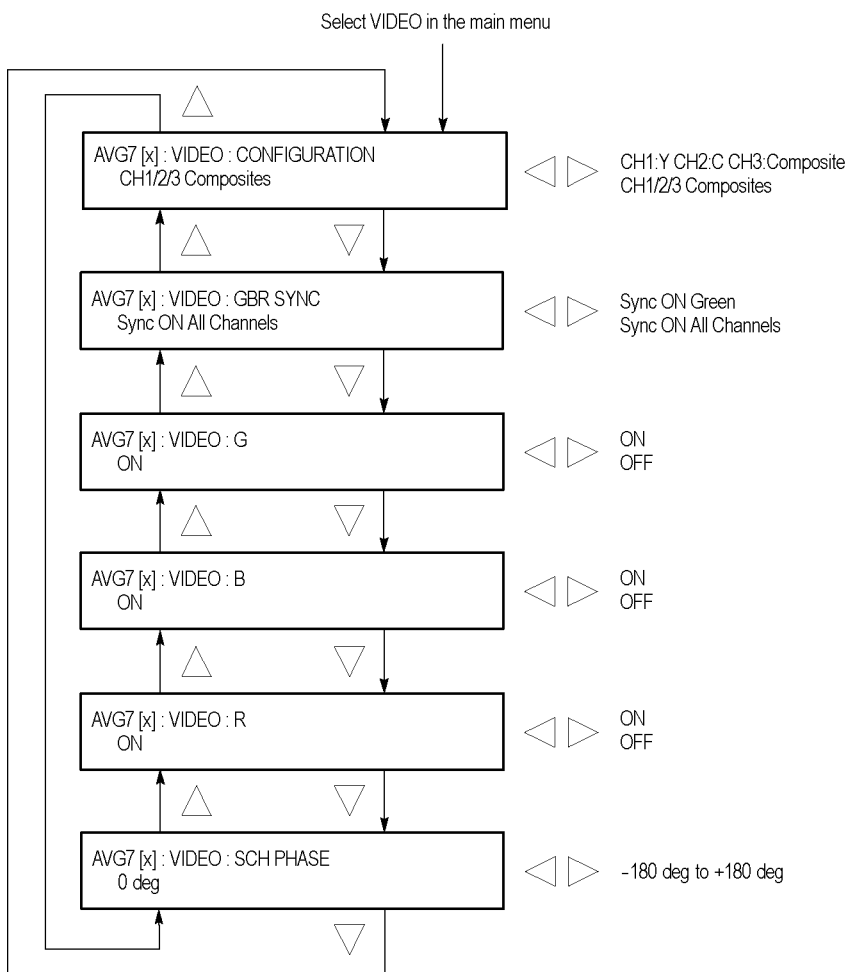 Select VIDEO in the main menu
AVG7 [x] : VIDEO : CONFIGURATION
CH1/2/3 Composites
CH1:Y CH2:C CH3:Composite
CH1/2/3 Composites
AVG7 [x] : VIDEO : GBR SYNC
Sync ON All Channels
Sync ON Green
Sync ON All Channels
AVG7 [x] : VIDEO : G
ON
ON
OFF
AVG7 [x] : VIDEO : B
ON
ON
OFF
AVG7 [x] : VIDEO : R
ON
ON
OFF
AVG7 [x] : VIDEO : SCH PHASE
0 deg
–180 deg to +180 deg